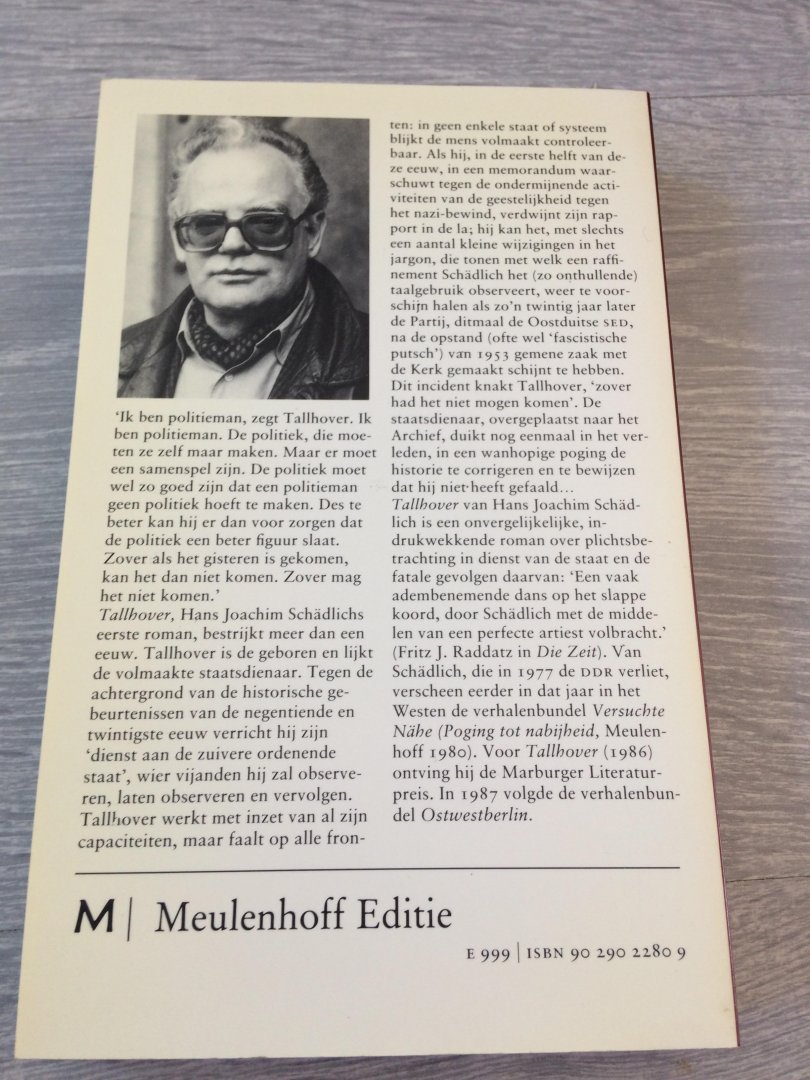 'Ik ben politieman, zegt Tallhover. Ik
ben politieman. De politiek, die moe-
ten ze zelf maar maken. Maar er moet
een samenspel zijn. De politiek moet
wel zo goed zijn dat een politieman
geen politiek hoeft te maken. Des te
beter kan hij er dan voor zorgen dat
de politiek een beter figuur slaat.
Zover als het gisteren is gekomen,
kan het dan niet komen. Zover mag
het niet komen.'
Tallhover, Hans Joachim Schädlichs
eerste roman, bestrijkt meer dan een
eeuw. Tallhover is de geboren en lijkt
de volmaakte staatsdienaar. Tegen de
achtergrond van de historische ge-
beurtenissen van de negentiende en
twintigste eeuw verricht hij zijn
'dienst aan de zuivere ordenende
staat', wier vijanden hij zal observe-
ren, laten observeren en vervolgen.
Tallhover werkt met inzet van al zijn
capaciteiten, maar faalt op alle fron-
ten: in geen enkele staat of systeem
blijkt de mens volmaakt controleer-
baar. Als hij, in de eerste helft van de-
ze eeuw, in een memorandum waar-
schuwt tegen de ondermijnende acti-
viteiten van de geestelijkheid tegen
het nazi-bewind, verdwijnt zijn rap-
port in de la; hij kan het, met slechts
een aantal kleine wijzigingen in het
jargon, die tonen met welk een raffi-
nement Schädlich het (zo onthullende)
taalgebruik observeert, weer te voor-
schijn halen als zo'n twintig jaar later
de Partij, ditmaal de Oostduitse SED,
na de opstand (ofte wel 'fascistische
putsch') van 1953 gemene zaak met
de Kerk gemaakt schijnt te hebben.
Dit incident knakt Tallhover, 'zover
had het niet mogen komen'. De
staatsdienaar, overgeplaatst naar het
Archief, duikt nog eenmaal in het ver-
leden, in een wanhopige poging de
historie te corrigeren en te bewijzen
dat hij niet heeft gefaald...
Tallhover van Hans Joachim Schäd-
lich is een onvergelijkelijke, in-
drukwekkende roman over plichtsbe-
trachting in dienst van de staat en de
fatale gevolgen daarvan: 'Een vaak
adembenemende dans op het slappe
koord, door Schädlich met de midde-
len van een perfecte artiest volbracht.'
(Fritz J. Raddatz in Die Zeit). Van
Schädlich, die in 1977 de DDR verliet,
verscheen eerder in dat jaar in het
Westen de verhalenbundel Versuchte
Nähe (Poging tot nabijheid, Meulen-
hoff 1980). Voor Tallhover (1986)
ontving hij de Marburger Literatur-
preis. In 1987 volgde de verhalenbun-
del Ostwestberlin.
M| Meulenhoff Editie
E 999 | ISBN 90 290 2280 9